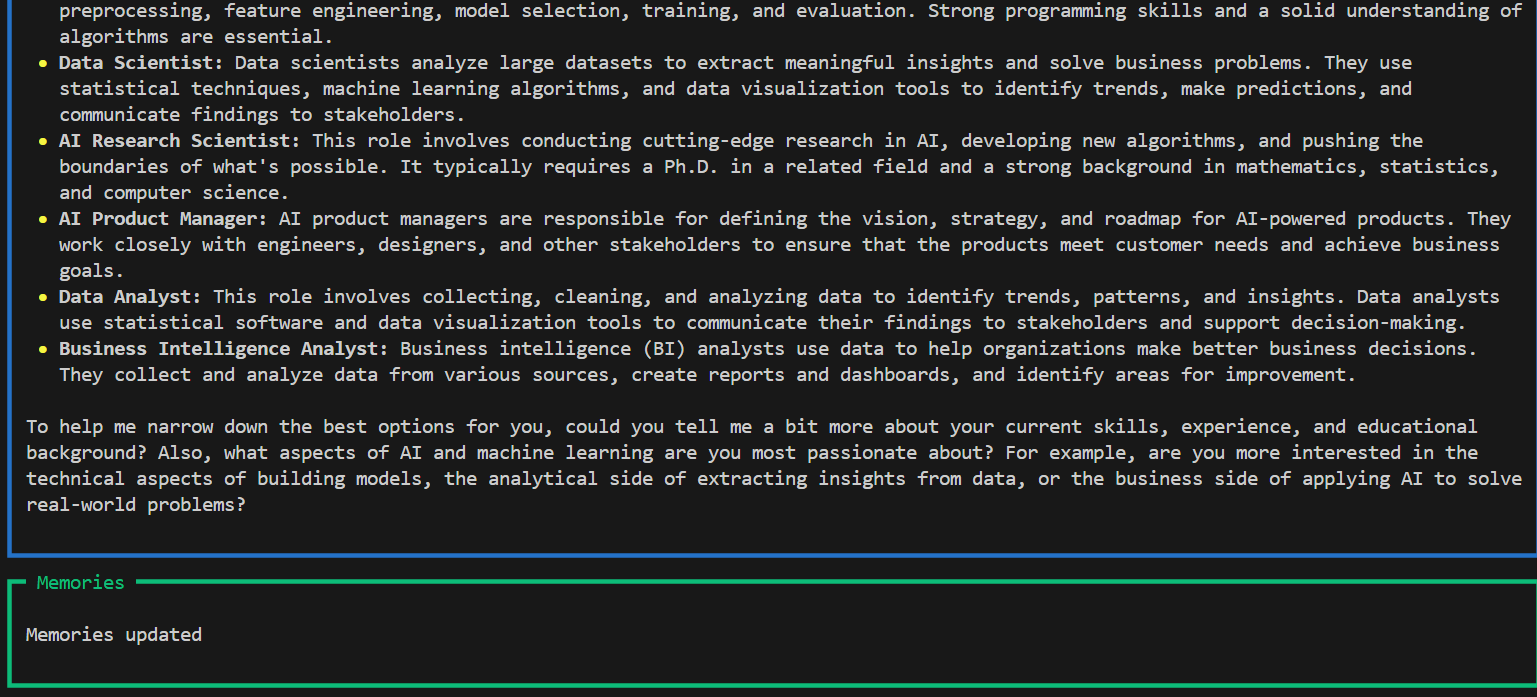 preprocessing, feature engineering, model selection, training, and evaluation. Strong programming skills and a solid understanding of
algorithms are essential.
• Data Scientist: Data scientists analyze large datasets to extract meaningful insights and solve business problems. They use
statistical techniques, machine learning algorithms, and data visualization tools to identify trends, make predictions, and
communicate findings to stakeholders.
• AI Research Scientist: This role involves conducting cutting-edge research in AI, developing new algorithms, and pushing the
boundaries of what's possible. It typically requires a Ph.D. in a related field and a strong background in mathematics, statistics,
and computer science.
• AI Product Manager: AI product managers are responsible for defining the vision, strategy, and roadmap for AI-powered products. They
work closely with engineers, designers, and other stakeholders to ensure that the products meet customer needs and achieve business
goals.
• Data Analyst: This role involves collecting, cleaning, and analyzing data to identify trends, patterns, and insights. Data analysts
use statistical software and data visualization tools to communicate their findings to stakeholders and support decision-making.
• Business Intelligence Analyst: Business intelligence (BI) analysts use data to help organizations make better business decisions.
They collect and analyze data from various sources, create reports and dashboards, and identify areas for improvement.
To help me narrow down the best options for you, could you tell me a bit more about your current skills, experience, and educational
background? Also, what aspects of AI and machine learning are you most passionate about? For example, are you more interested in the
technical aspects of building models, the analytical side of extracting insights from data, or the business side of applying AI to solve
real-world problems?
Memories
Memories updated